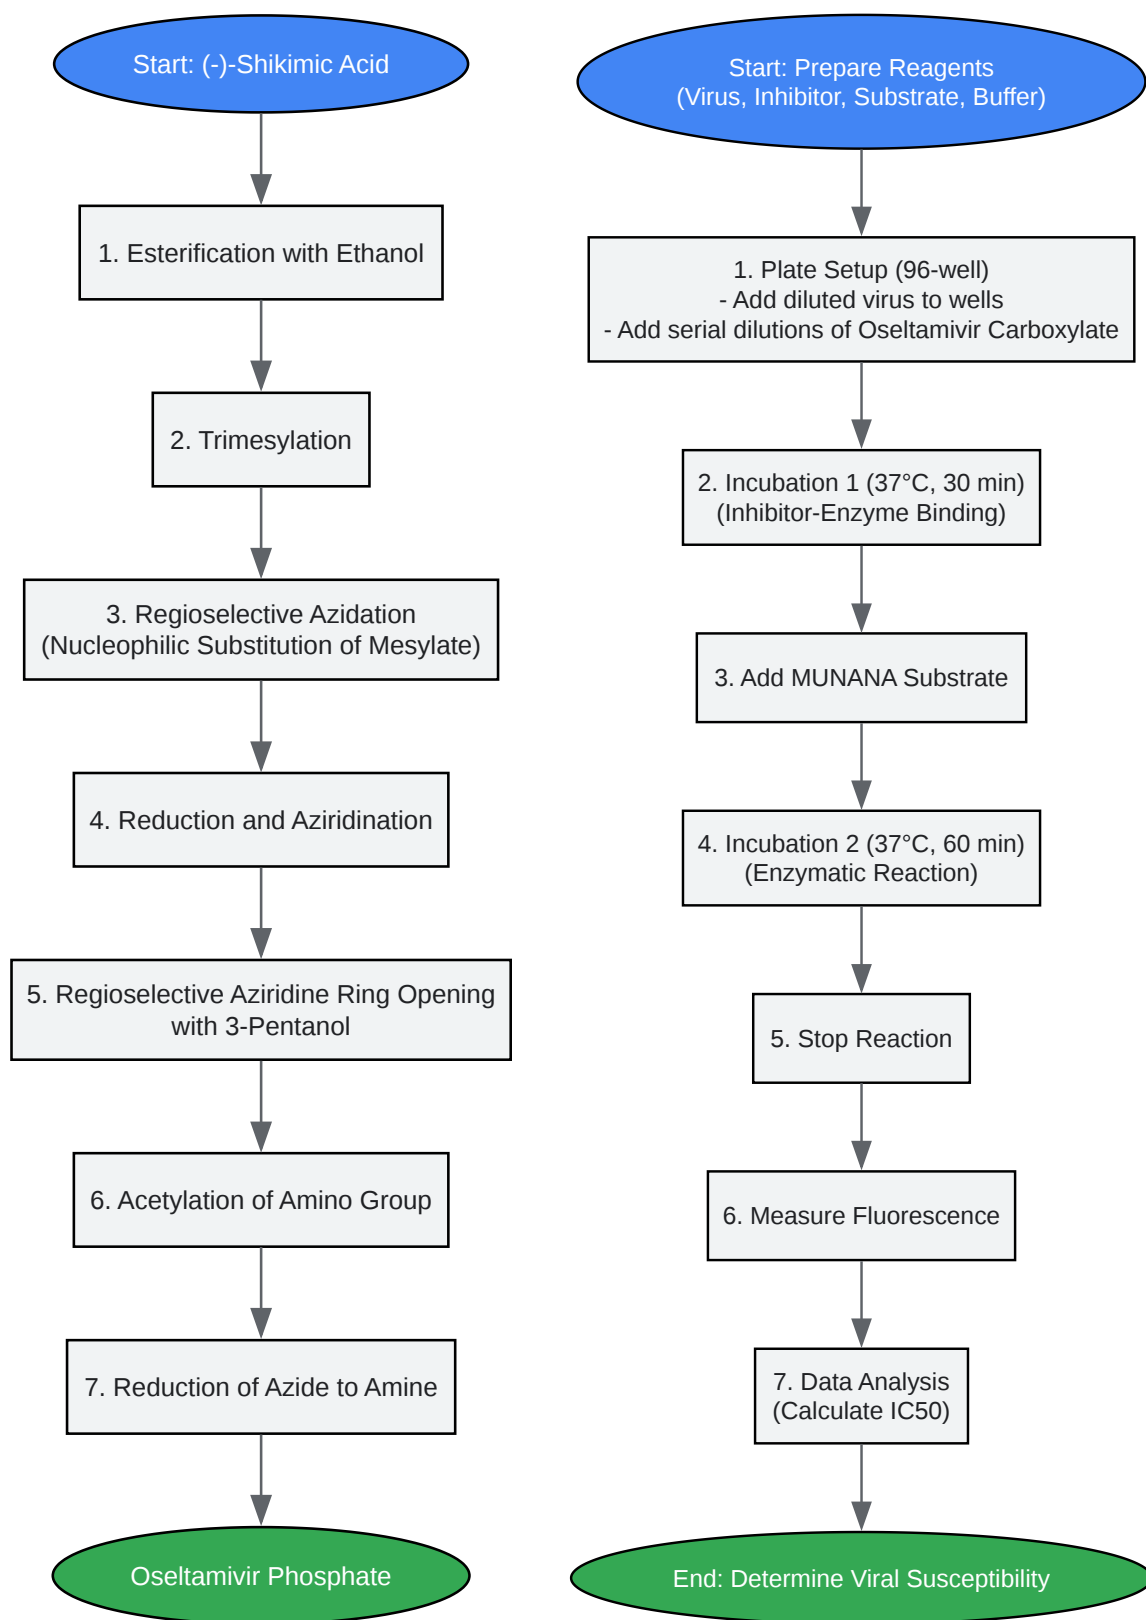 Start: (-)-Shikimic Acid
1. Esterification with Ethanol
2. Trimesylation
3. Regioselective Azidation
(Nucleophilic Substitution of Mesylate)
4. Reduction and Aziridination
5. Regioselective Aziridine Ring Opening
with 3-Pentanol
6. Acetylation of Amino Group
7. Reduction of Azide to Amine
Oseltamivir Phosphate
Start: Prepare Reagents
(Virus, Inhibitor, Substrate, Buffer)
1. Plate Setup (96-well)
- Add diluted virus to wells
- Add serial dilutions of Oseltamivir Carboxylate
2. Incubation 1 (37°C, 30 min)
(Inhibitor-Enzyme Binding)
3. Add MUNANA Substrate
4. Incubation 2 (37°C, 60 min)
(Enzymatic Reaction)
5. Stop Reaction
6. Measure Fluorescence
7. Data Analysis
(Calculate IC50)
End: Determine Viral Susceptibility